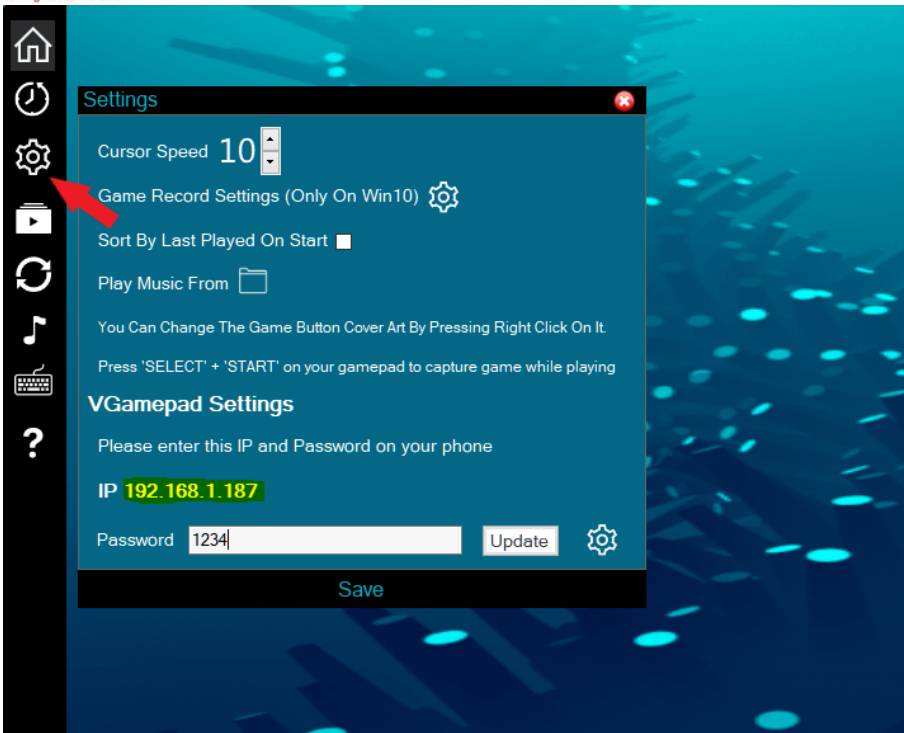 Settings
Cursor Speed 10
Game Record Settings (Only On Win10)
Sort By Last Played On Start
Play Music From
You Can Change The Game Button Cover Art By Pressing Right Click On It.
Press 'SELECT' + 'START' on your gamepad to capture game while playing
VGamepad Settings
Please enter this IP and Password on your phone
IP 192.168.1.187
Password 1234 Update
Save
?